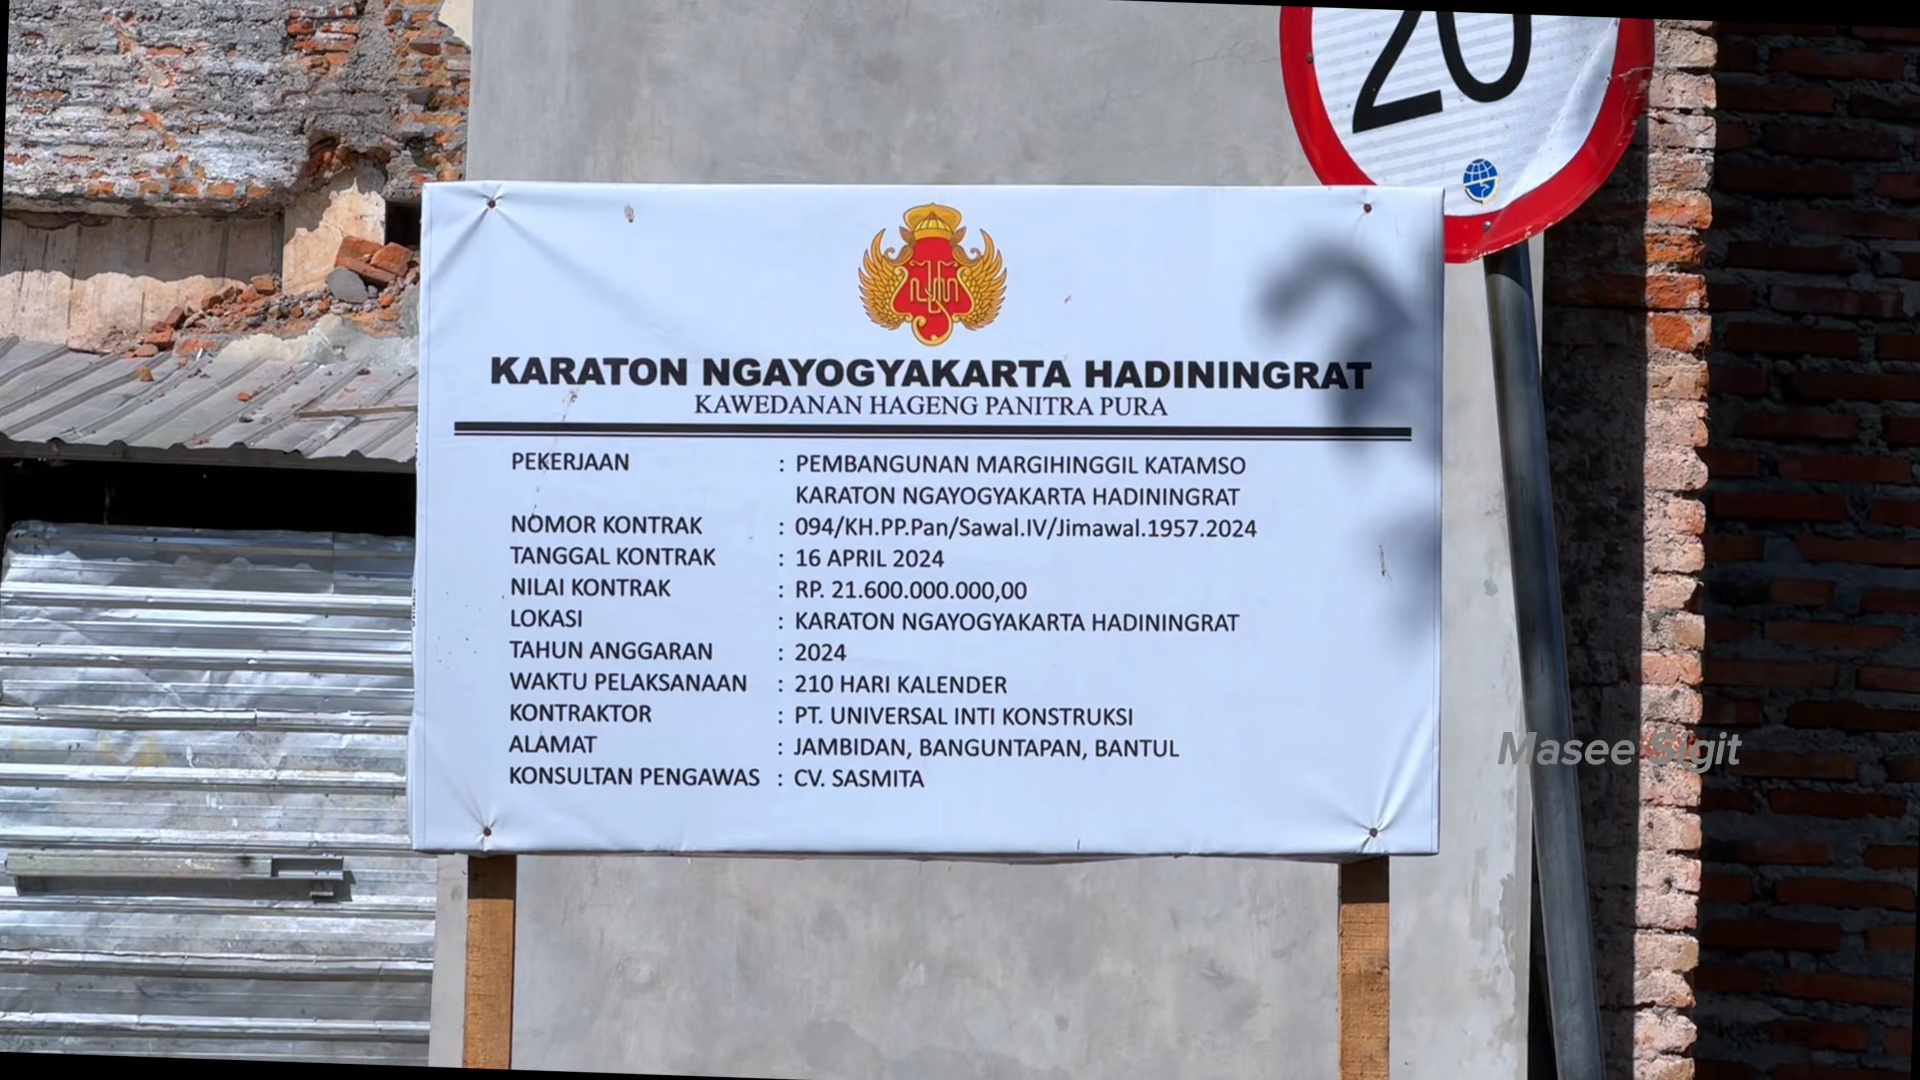 20
KARATON NGAYOGYAKARTA HADININGRAT
KAWEDANAN HAGENG PANITRA PURA
PEKERJAAN : PEMBANGUNAN MARGIHINGGIL KATAMSO
KARATON NGAYOGYAKARTA HADININGRAT
NOMOR KONTRAK : 094/KH.PP.Pan/Sawal.IV/Jimawal.1957.2024
TANGGAL KONTRAK : 16 APRIL 2024
NILAI KONTRAK : RP. 21.600.000.000,00
LOKASI : KARATON NGAYOGYAKARTA HADININGRAT
TAHUN ANGGARAN : 2024
WAKTU PELAKSANAAN : 210 HARI KALENDER
KONTRAKTOR : PT. UNIVERSAL INTI KONSTRUKSI
ALAMAT : JAMBIDAN, BANGUNTAPAN, BANTUL
KONSULTAN PENGAWAS : CV. SASMITA
Masee Sigit